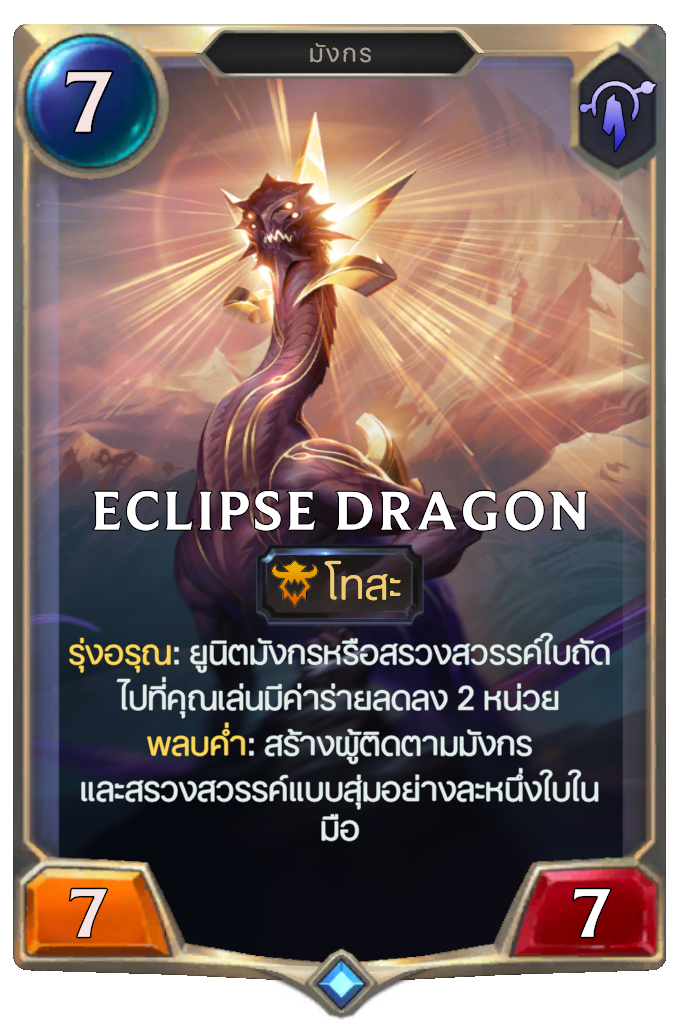 มังกร
7
ECLIPSE DRAGON
โทสะ
รุ่งอรุณ: ยูนิตมังกรหรือสรวงสวรรค์ใบถัด
ไปที่คุณเล่นมีค่าร่ายลดลง 2 หน่วย
พลบค่ำ: สร้างผู้ติดตามมังกร
และสรวงสวรรค์แบบสุ่มอย่างละหนึ่งใบใน
มือ
7
7